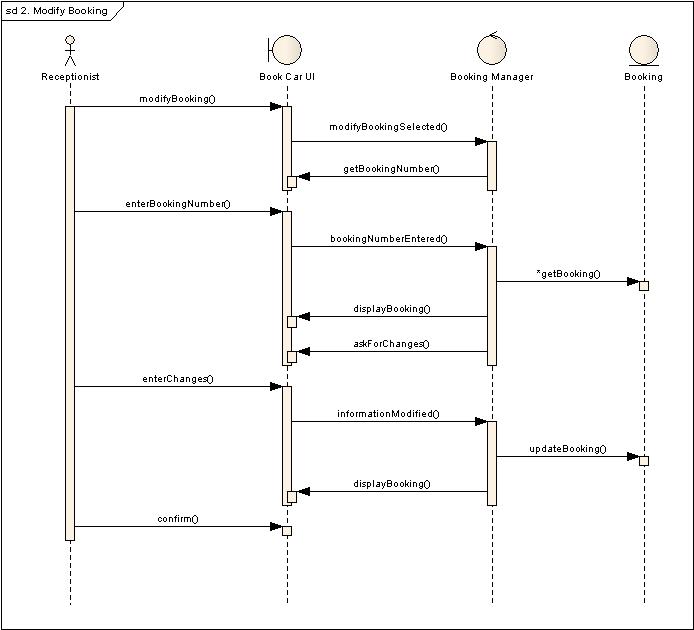 sd 2. Modify Booking
Receptionist
Book Car UI
Booking Manager
Booking
modifyBooking()
modifyBookingSelected()
getBookingNumber()
enterBookingNumber()
bookingNumberEntered()
*getBooking()
displayBooking()
askForChanges()
enterChanges()
informationModified()
updateBooking()
displayBooking()
confirm()